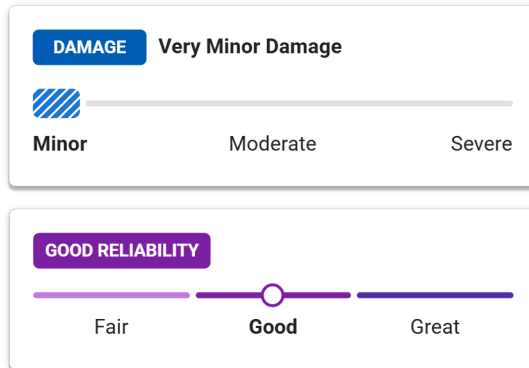 DAMAGE Very Minor Damage
Minor Moderate Severe
GOOD RELIABILITY
Fair Good Great